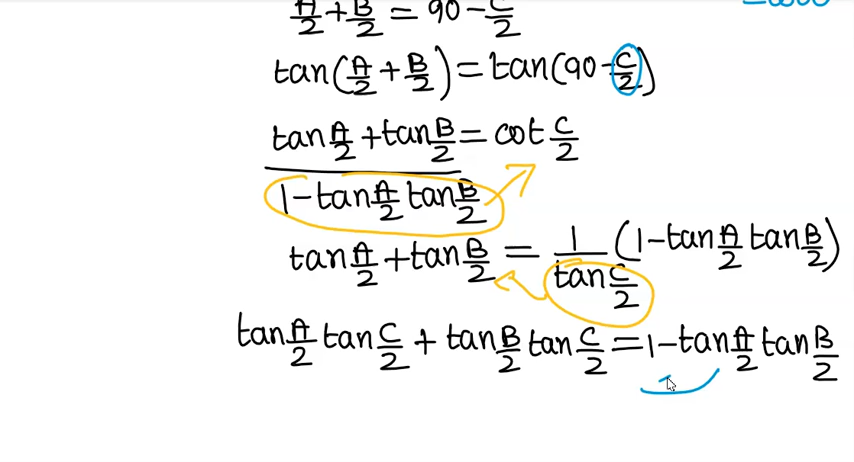 A/2 + B/2 = 90 - C/2
tan(A/2 + B/2) = tan(90 - C/2)
tan A/2 + tan B/2 = cot C/2
1 - tan A/2 tan B/2
tan A/2 + tan B/2 = 1/tan C/2 (1 - tan A/2 tan B/2)
tan A/2 tan C/2 + tan B/2 tan C/2 = 1 - tan A/2 tan B/2